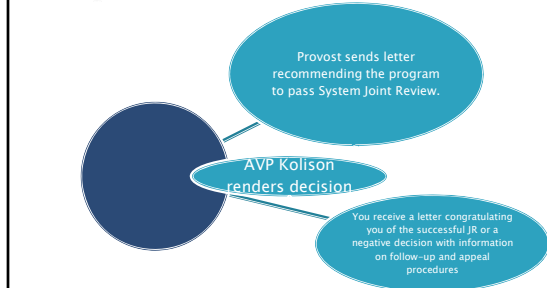 Provost sends letter
recommending the program
to pass System Joint Review.
AVP Kolison
renders decision
You receive a letter congratulating
you of the successful JR or a
negative decision with information
on follow-up and appeal
procedures